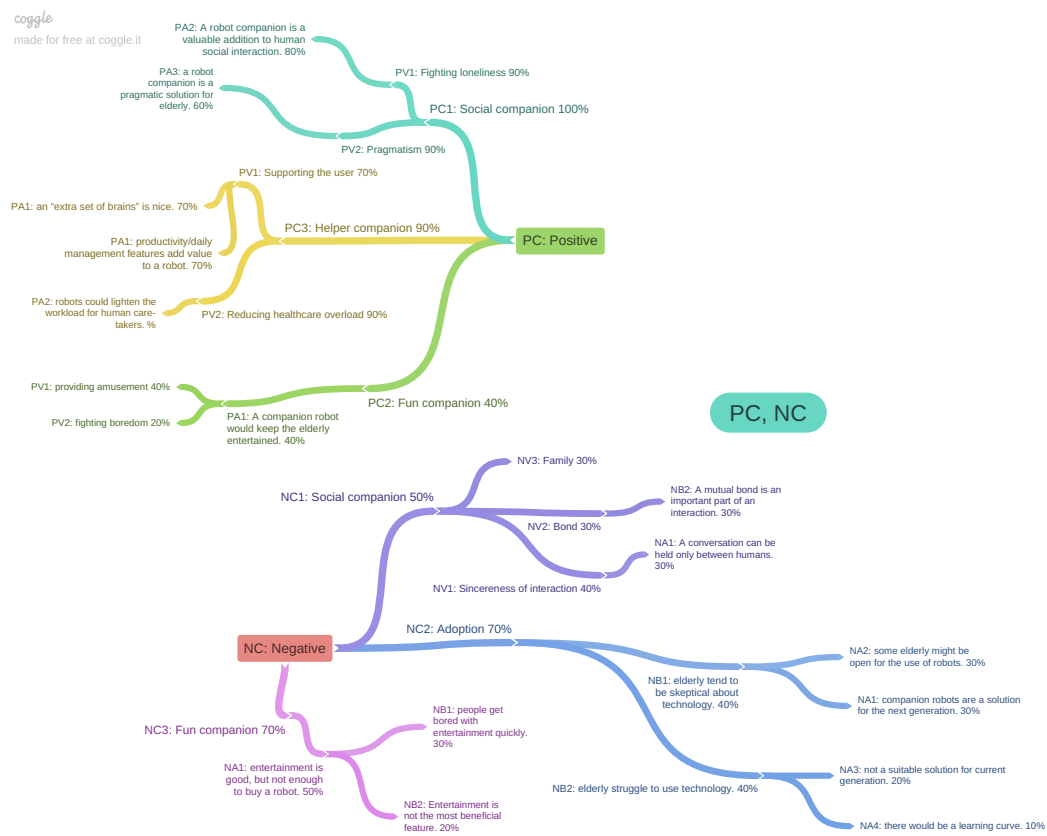 coggle
made for free at coggle.it
PA2: A robot companion is a
valuable addition to human
social interaction. 80%
PA3: a robot
companion is a
pragmatic solution for
elderly. 60%
PV1: Fighting loneliness 90%
PC1: Social companion 100%
PV2: Pragmatism 90%
PV1: Supporting the user 70%
PA1: an “extra set of brains” is nice. 70%
PC3: Helper companion 90%
PA1: productivity/daily
management features add value
to a robot. 70%
PC: Positive
PA2: robots could lighten the
workload for human care-
takers. %
PV2: Reducing healthcare overload 90%
PV1: providing amusement 40%
PV2: fighting boredom 20%
PC2: Fun companion 40%
PA1: A companion robot
would keep the elderly
entertained. 40%
PC, NC
NV3: Family 30%
NC1: Social companion 50%
NB2: A mutual bond is an
important part of an
interaction. 30%
NV2: Bond 30%
NA1: A conversation can be
held only between humans.
30%
NV1: Sincereness of interaction 40%
NC2: Adoption 70%
NC: Negative
NA2: some elderly might be
open for the use of robots. 30%
NB1: elderly tend to
be skeptical about
technology. 40%
NA1: companion robots are a solution
for the next generation. 30%
NC3: Fun companion 70%
NB1: people get
bored with
entertainment quickly.
30%
NA1: entertainment is
good, but not enough
to buy a robot. 50%
NB2: Entertainment is
not the most beneficial
feature. 20%
NA3: not a suitable solution for current
generation. 20%
NB2: elderly struggle to use technology. 40%
NA4: there would be a learning curve. 10%